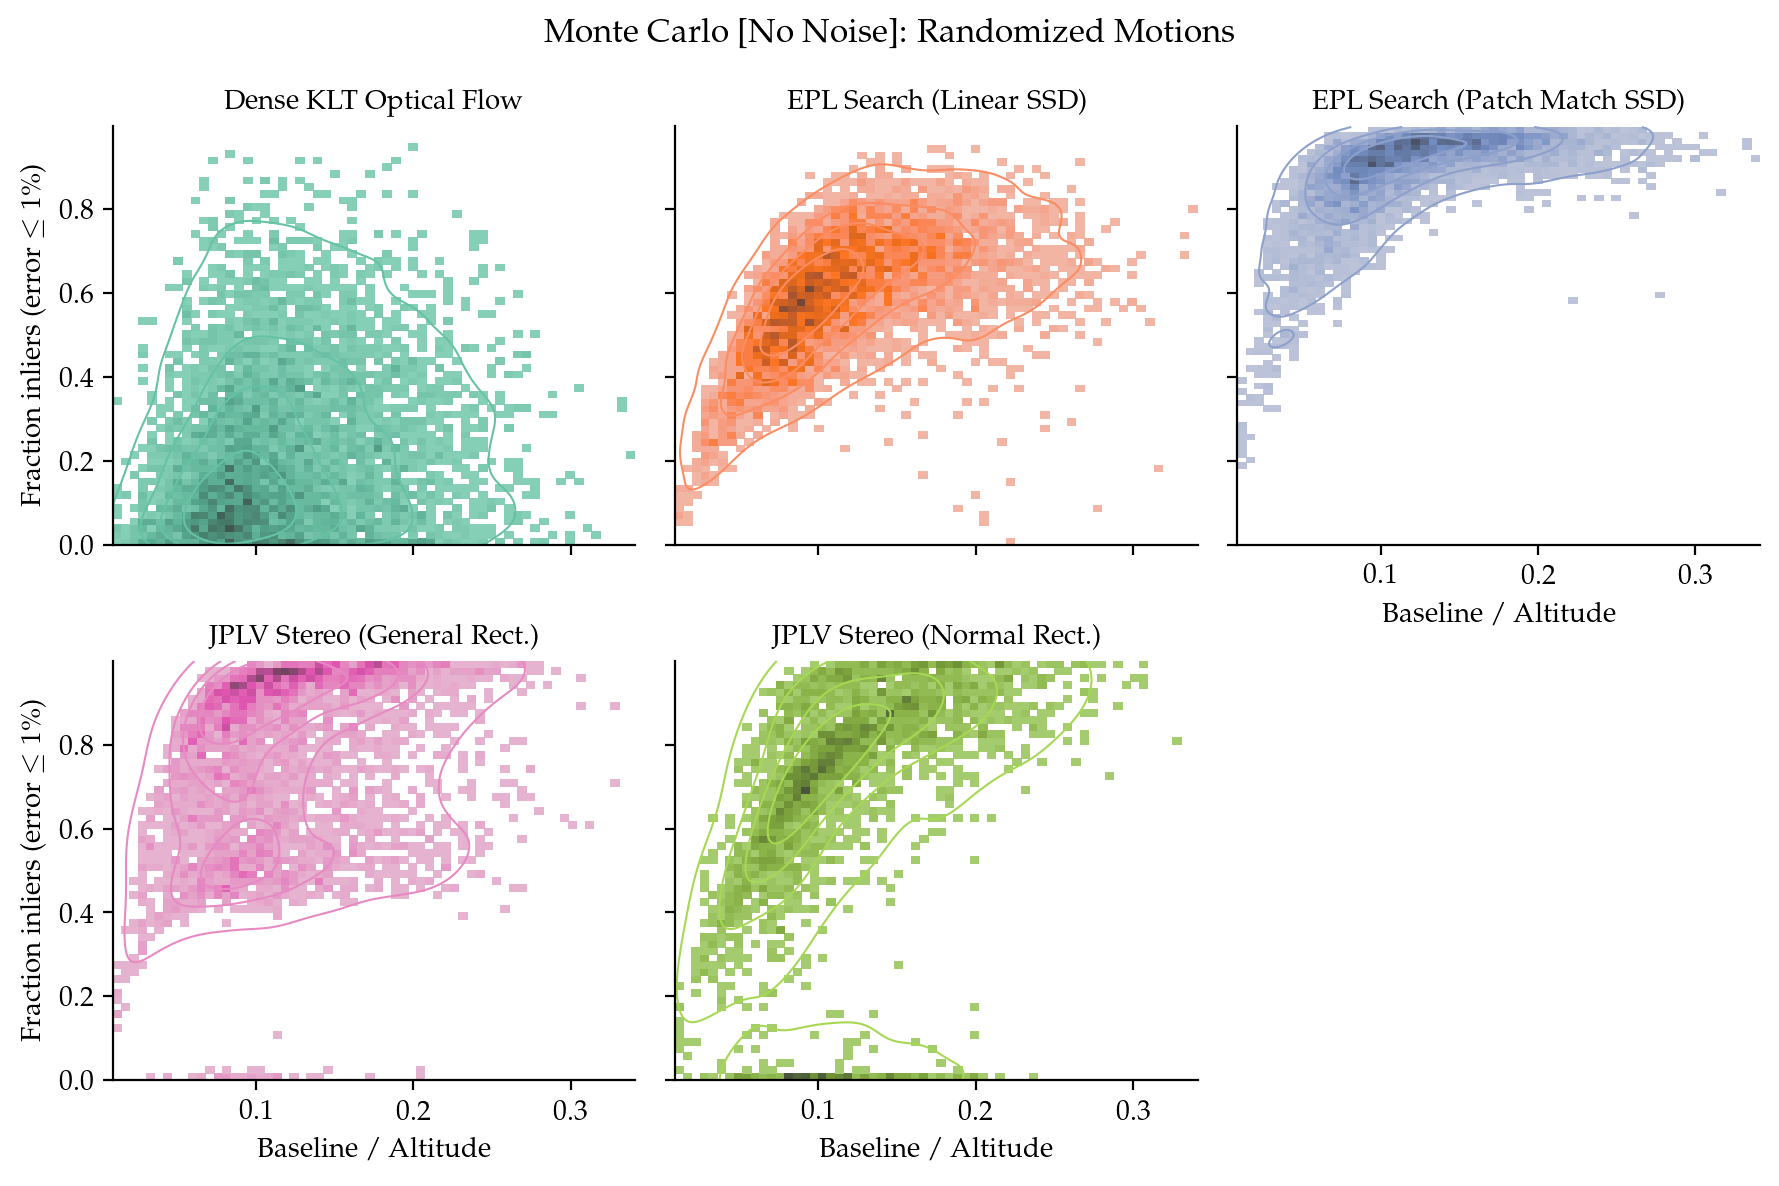 Monte Carlo [No Noise]: Randomized Motions
Dense KLT Optical Flow
EPL Search (Linear SSD)
EPL Search (Patch Match SSD)
Fraction inliers (error ≤ 1%)
0.8
0.6
0.4
0.2
0.0
0.1 0.2 0.3
Baseline / Altitude
JPLV Stereo (General Rect.)
JPLV Stereo (Normal Rect.)
Fraction inliers (error ≤ 1%)
0.8
0.6
0.4
0.2
0.0
0.1 0.2 0.3
0.1 0.2 0.3
Baseline / Altitude
Baseline / Altitude